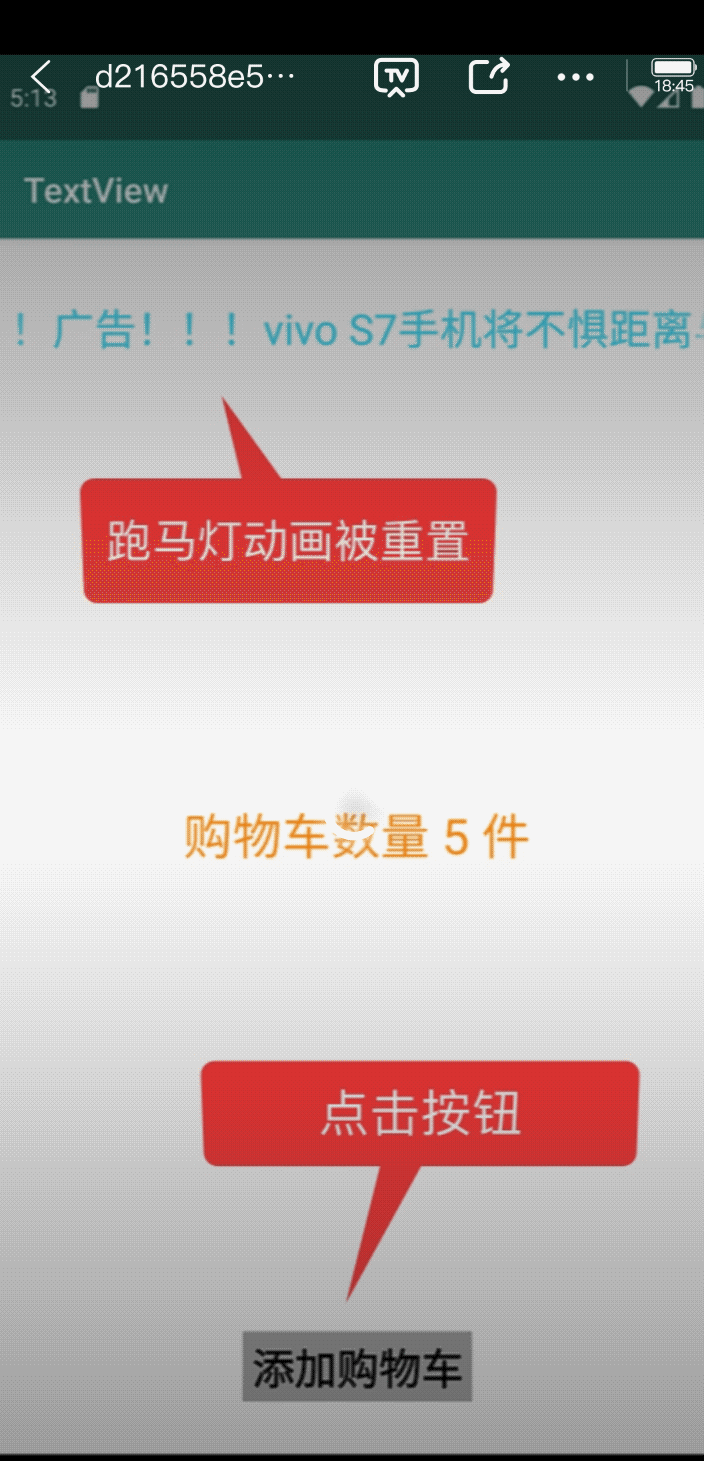 d216558e5···
18:45
5:13
TextView
！广告！！！vivo S7手机将不惧距离
跑马灯动画被重置
购物车数量 5 件
点击按钮
添加购物车